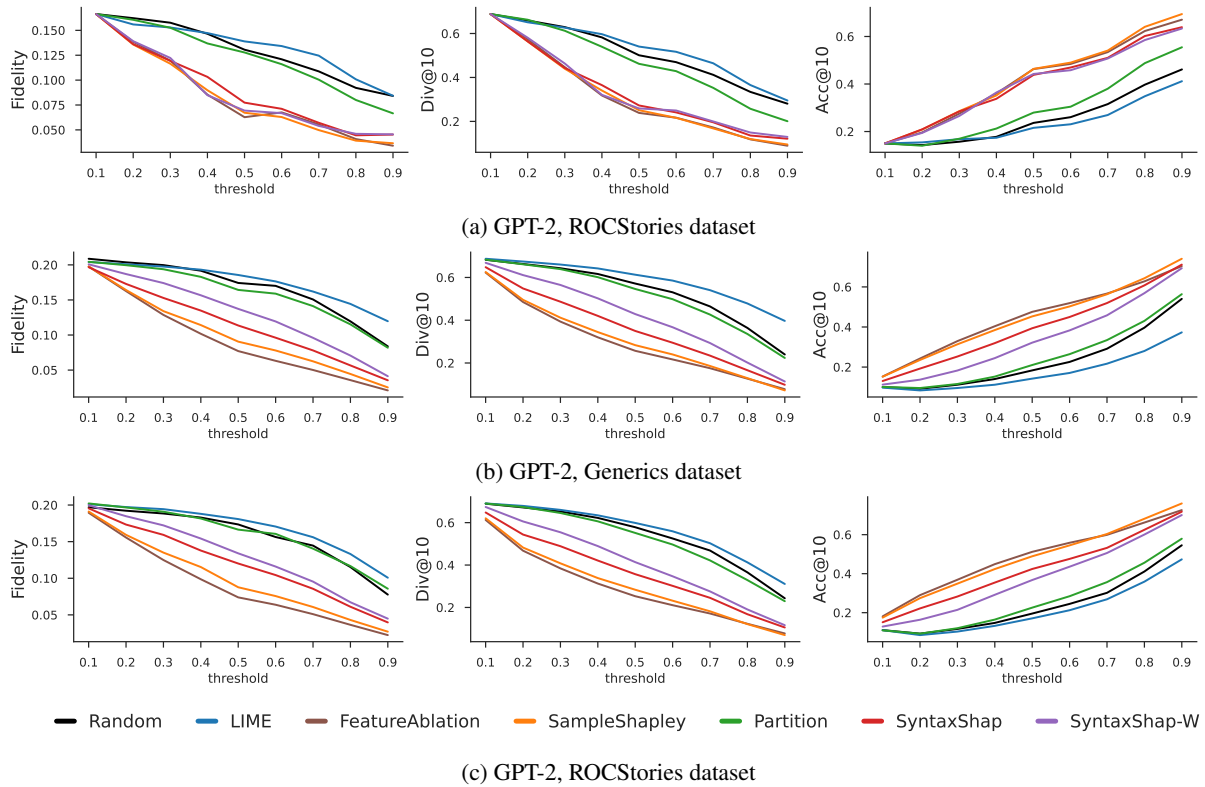 0.150
0.125
0.100
0.075
0.050
Fidelity
0.1 0.2 0.3 0.4 0.5 0.6 0.7 0.8 0.9
threshold
0.6
0.4
0.2
Div@10
0.1 0.2 0.3 0.4 0.5 0.6 0.7 0.8 0.9
threshold
0.6
0.4
0.2
Acc@10
0.1 0.2 0.3 0.4 0.5 0.6 0.7 0.8 0.9
threshold
(a) GPT-2, ROCStories dataset
0.20
0.15
0.10
0.05
Fidelity
0.1 0.2 0.3 0.4 0.5 0.6 0.7 0.8 0.9
threshold
0.6
0.4
0.2
Div@10
0.1 0.2 0.3 0.4 0.5 0.6 0.7 0.8 0.9
threshold
0.6
0.4
0.2
Acc@10
0.1 0.2 0.3 0.4 0.5 0.6 0.7 0.8 0.9
threshold
(b) GPT-2, Generics dataset
0.20
0.15
0.10
0.05
Fidelity
0.1 0.2 0.3 0.4 0.5 0.6 0.7 0.8 0.9
threshold
0.6
0.4
0.2
Div@10
0.1 0.2 0.3 0.4 0.5 0.6 0.7 0.8 0.9
threshold
0.6
0.4
0.2
Acc@10
0.1 0.2 0.3 0.4 0.5 0.6 0.7 0.8 0.9
threshold
Random LIME FeatureAblation SampleShapley Partition SyntaxShap SyntaxShap-W
(c) GPT-2, ROCStories dataset